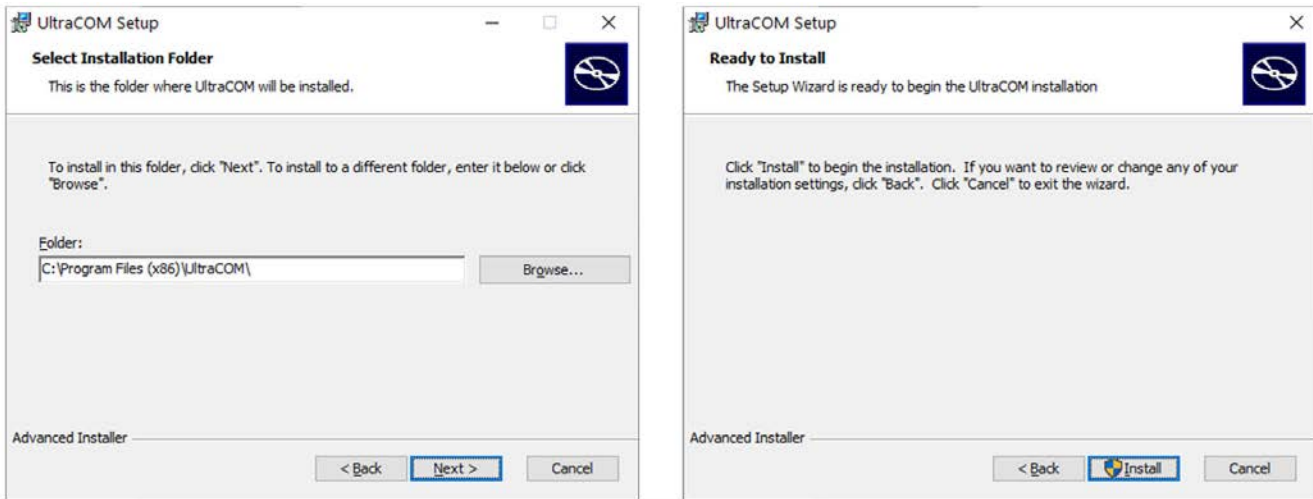 UltraCOM Setup
Select Installation Folder
This is the folder where UltraCOM will be installed.
To install in this folder, click "Next". To install to a different folder, enter it below or click
"Browse".
Folder:
C:\Program Files (x86)\UltraCOM\
Browse...
Advanced Installer
< Back
Next >
Cancel
UltraCOM Setup
Ready to Install
The Setup Wizard is ready to begin the UltraCOM installation
Click "Install" to begin the installation. If you want to review or change any of your
installation settings, click "Back". Click "Cancel" to exit the wizard.
Advanced Installer
< Back
Install
Cancel